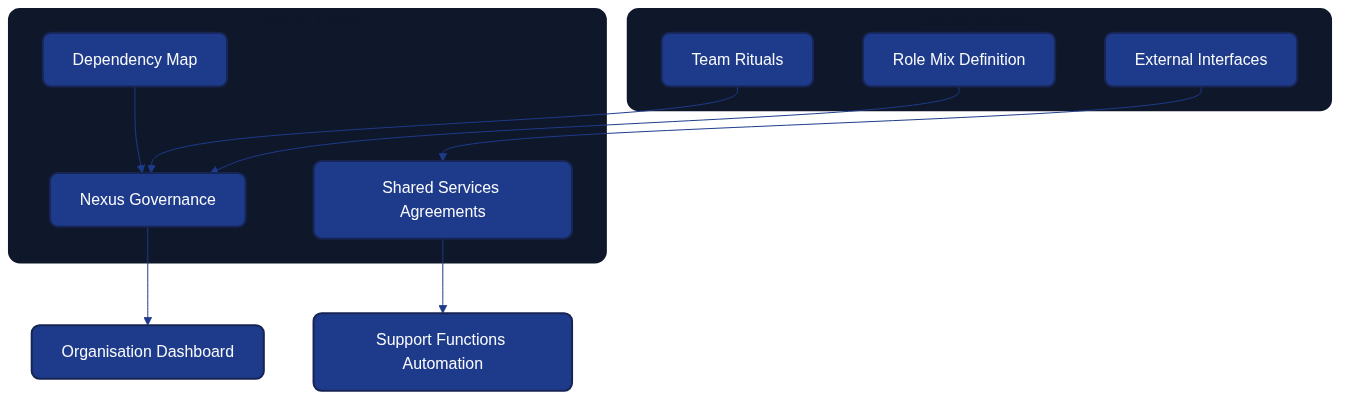 Dependency Map
Team Rituals
Role Mix Definition
External Interfaces
Nexus Governance
Shared Services
Agreements
Organisation Dashboard
Support Functions
Automation